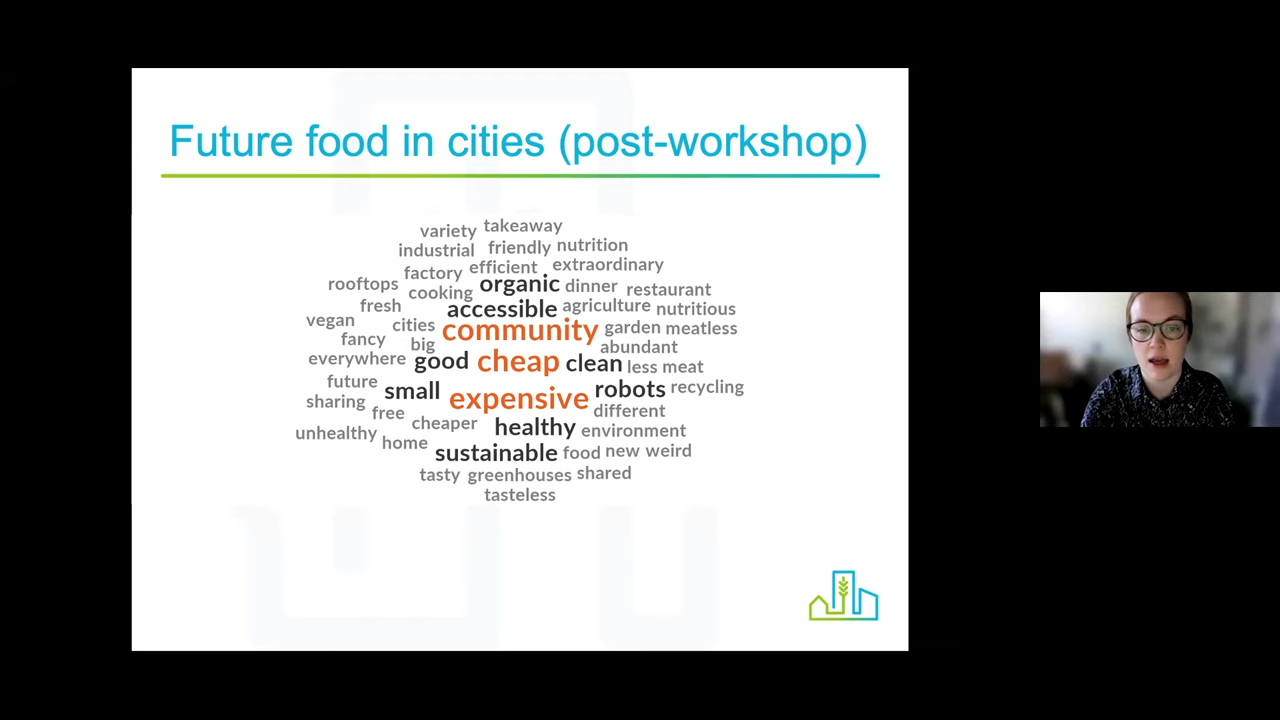 Future food in cities (post-workshop)
variety takeaway
industrial friendly nutrition
factory efficient extraordinary
rooftops cooking organic dinner restaurant
fresh accessible agriculture nutritious
vegan cities community garden meatless
fancy big abundant
everywhere good cheap clean less meat
future small expensive robots recycling
sharing free different
unhealthy cheaper healthy environment
home sustainable food new weird
tasty greenhouses shared
tasteless